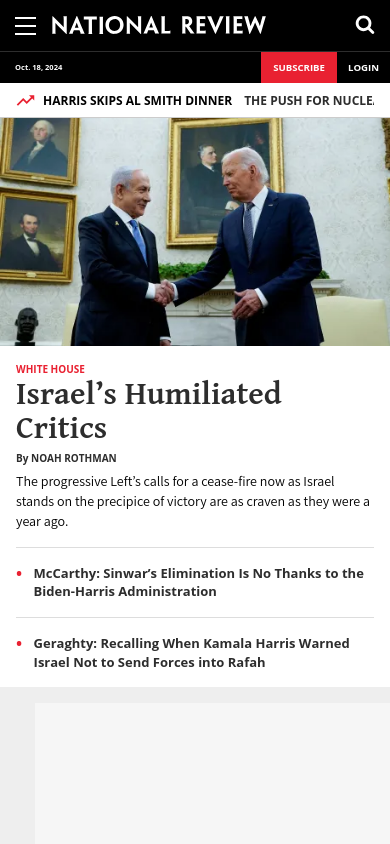 NATIONAL REVIEW
Oct. 18, 2024
SUBSCRIBE
LOGIN
HARRIS SKIPS AL SMITH DINNER THE PUSH FOR NUCLE
WHITE HOUSE
Israel’s Humiliated
Critics
By NOAH ROTHMAN
The progressive Left’s calls for a cease-fire now as Israel
stands on the precipice of victory are as craven as they were a
year ago.
McCarthy: Sinwar’s Elimination Is No Thanks to the
Biden-Harris Administration
Geraghty: Recalling When Kamala Harris Warned
Israel Not to Send Forces into Rafah